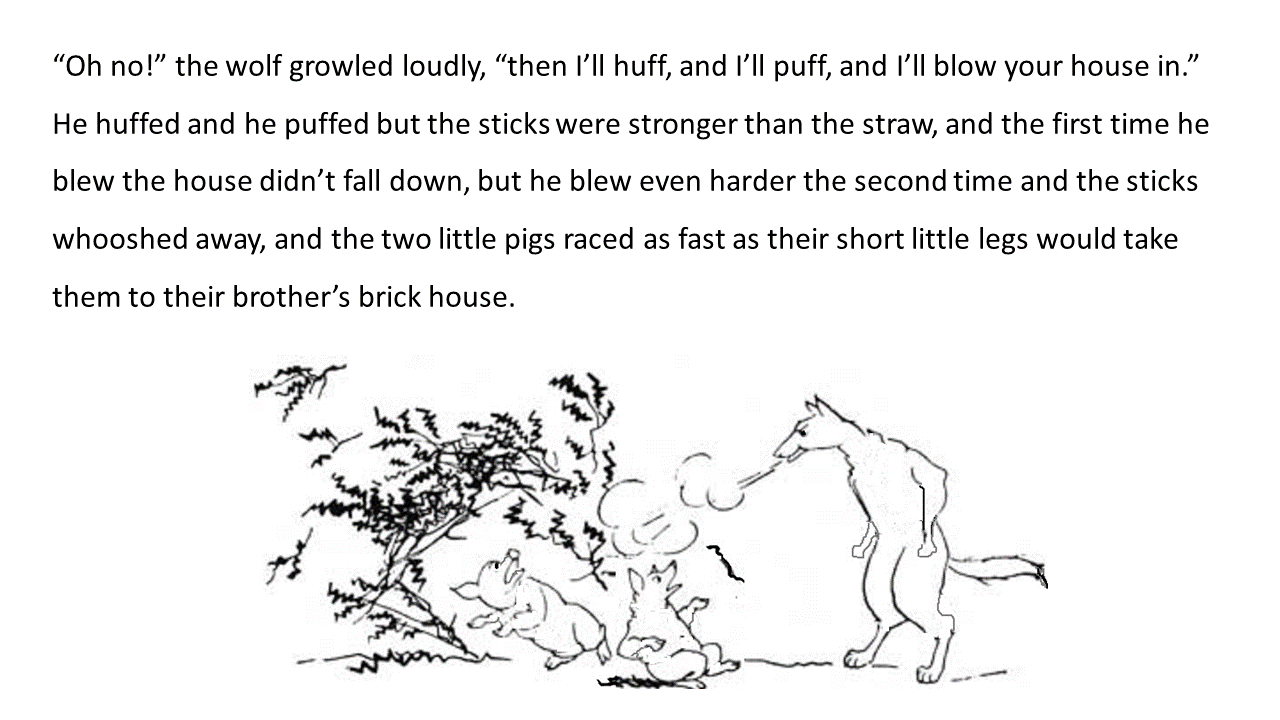 “Oh no!” the wolf growled loudly, “then I’ll huff, and I’ll puff, and I’ll blow your house in.”
He huffed and he puffed but the sticks were stronger than the straw, and the first time he
blew the house didn’t fall down, but he blew even harder the second time and the sticks
whooshed away, and the two little pigs raced as fast as their short little legs would take
them to their brother’s brick house.